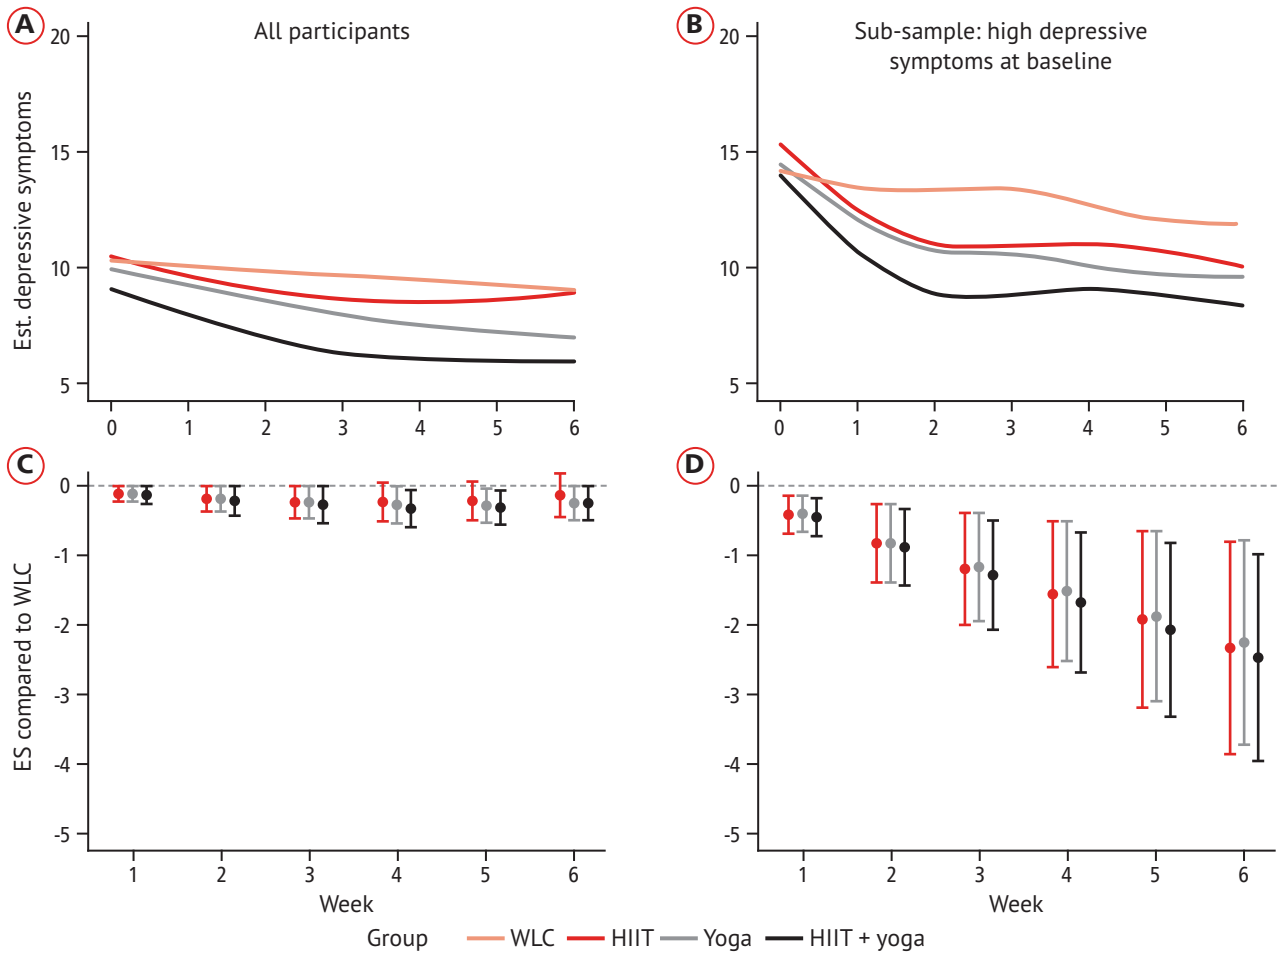 A
All participants
Est. depressive symptoms
20
15
10
5
0 1 2 3 4 5 6
B
Sub-sample: high depressive
symptoms at baseline
20
15
10
5
0 1 2 3 4 5 6
C
ES compared to WLC
0
-1
-2
-3
-4
-5
1 2 3 4 5 6
Week
D
0
-1
-2
-3
-4
-5
1 2 3 4 5 6
Week
Group WLC HIIT Yoga HIIT + yoga